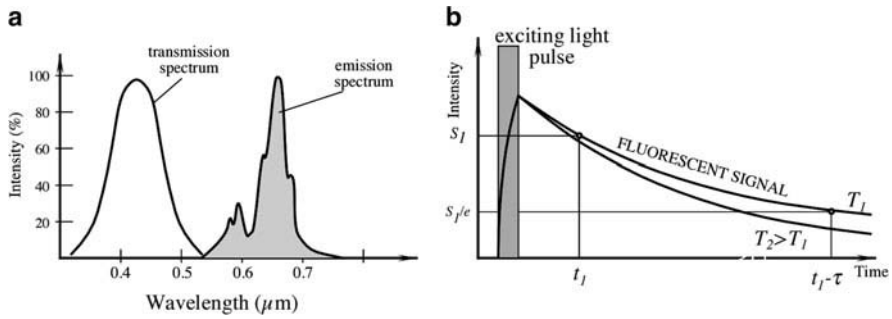 a
transmission
spectrum
emission
spectrum
Intensity (%)
100
80
60
40
20
0.4
0.5
0.6
0.7
Wavelength (μm)
b
exciting light
pulse
Intensity
S₁
S₁/e
FLUORESCENT SIGNAL
T₁
T₂>T₁
t₁
t₁-τ
Time